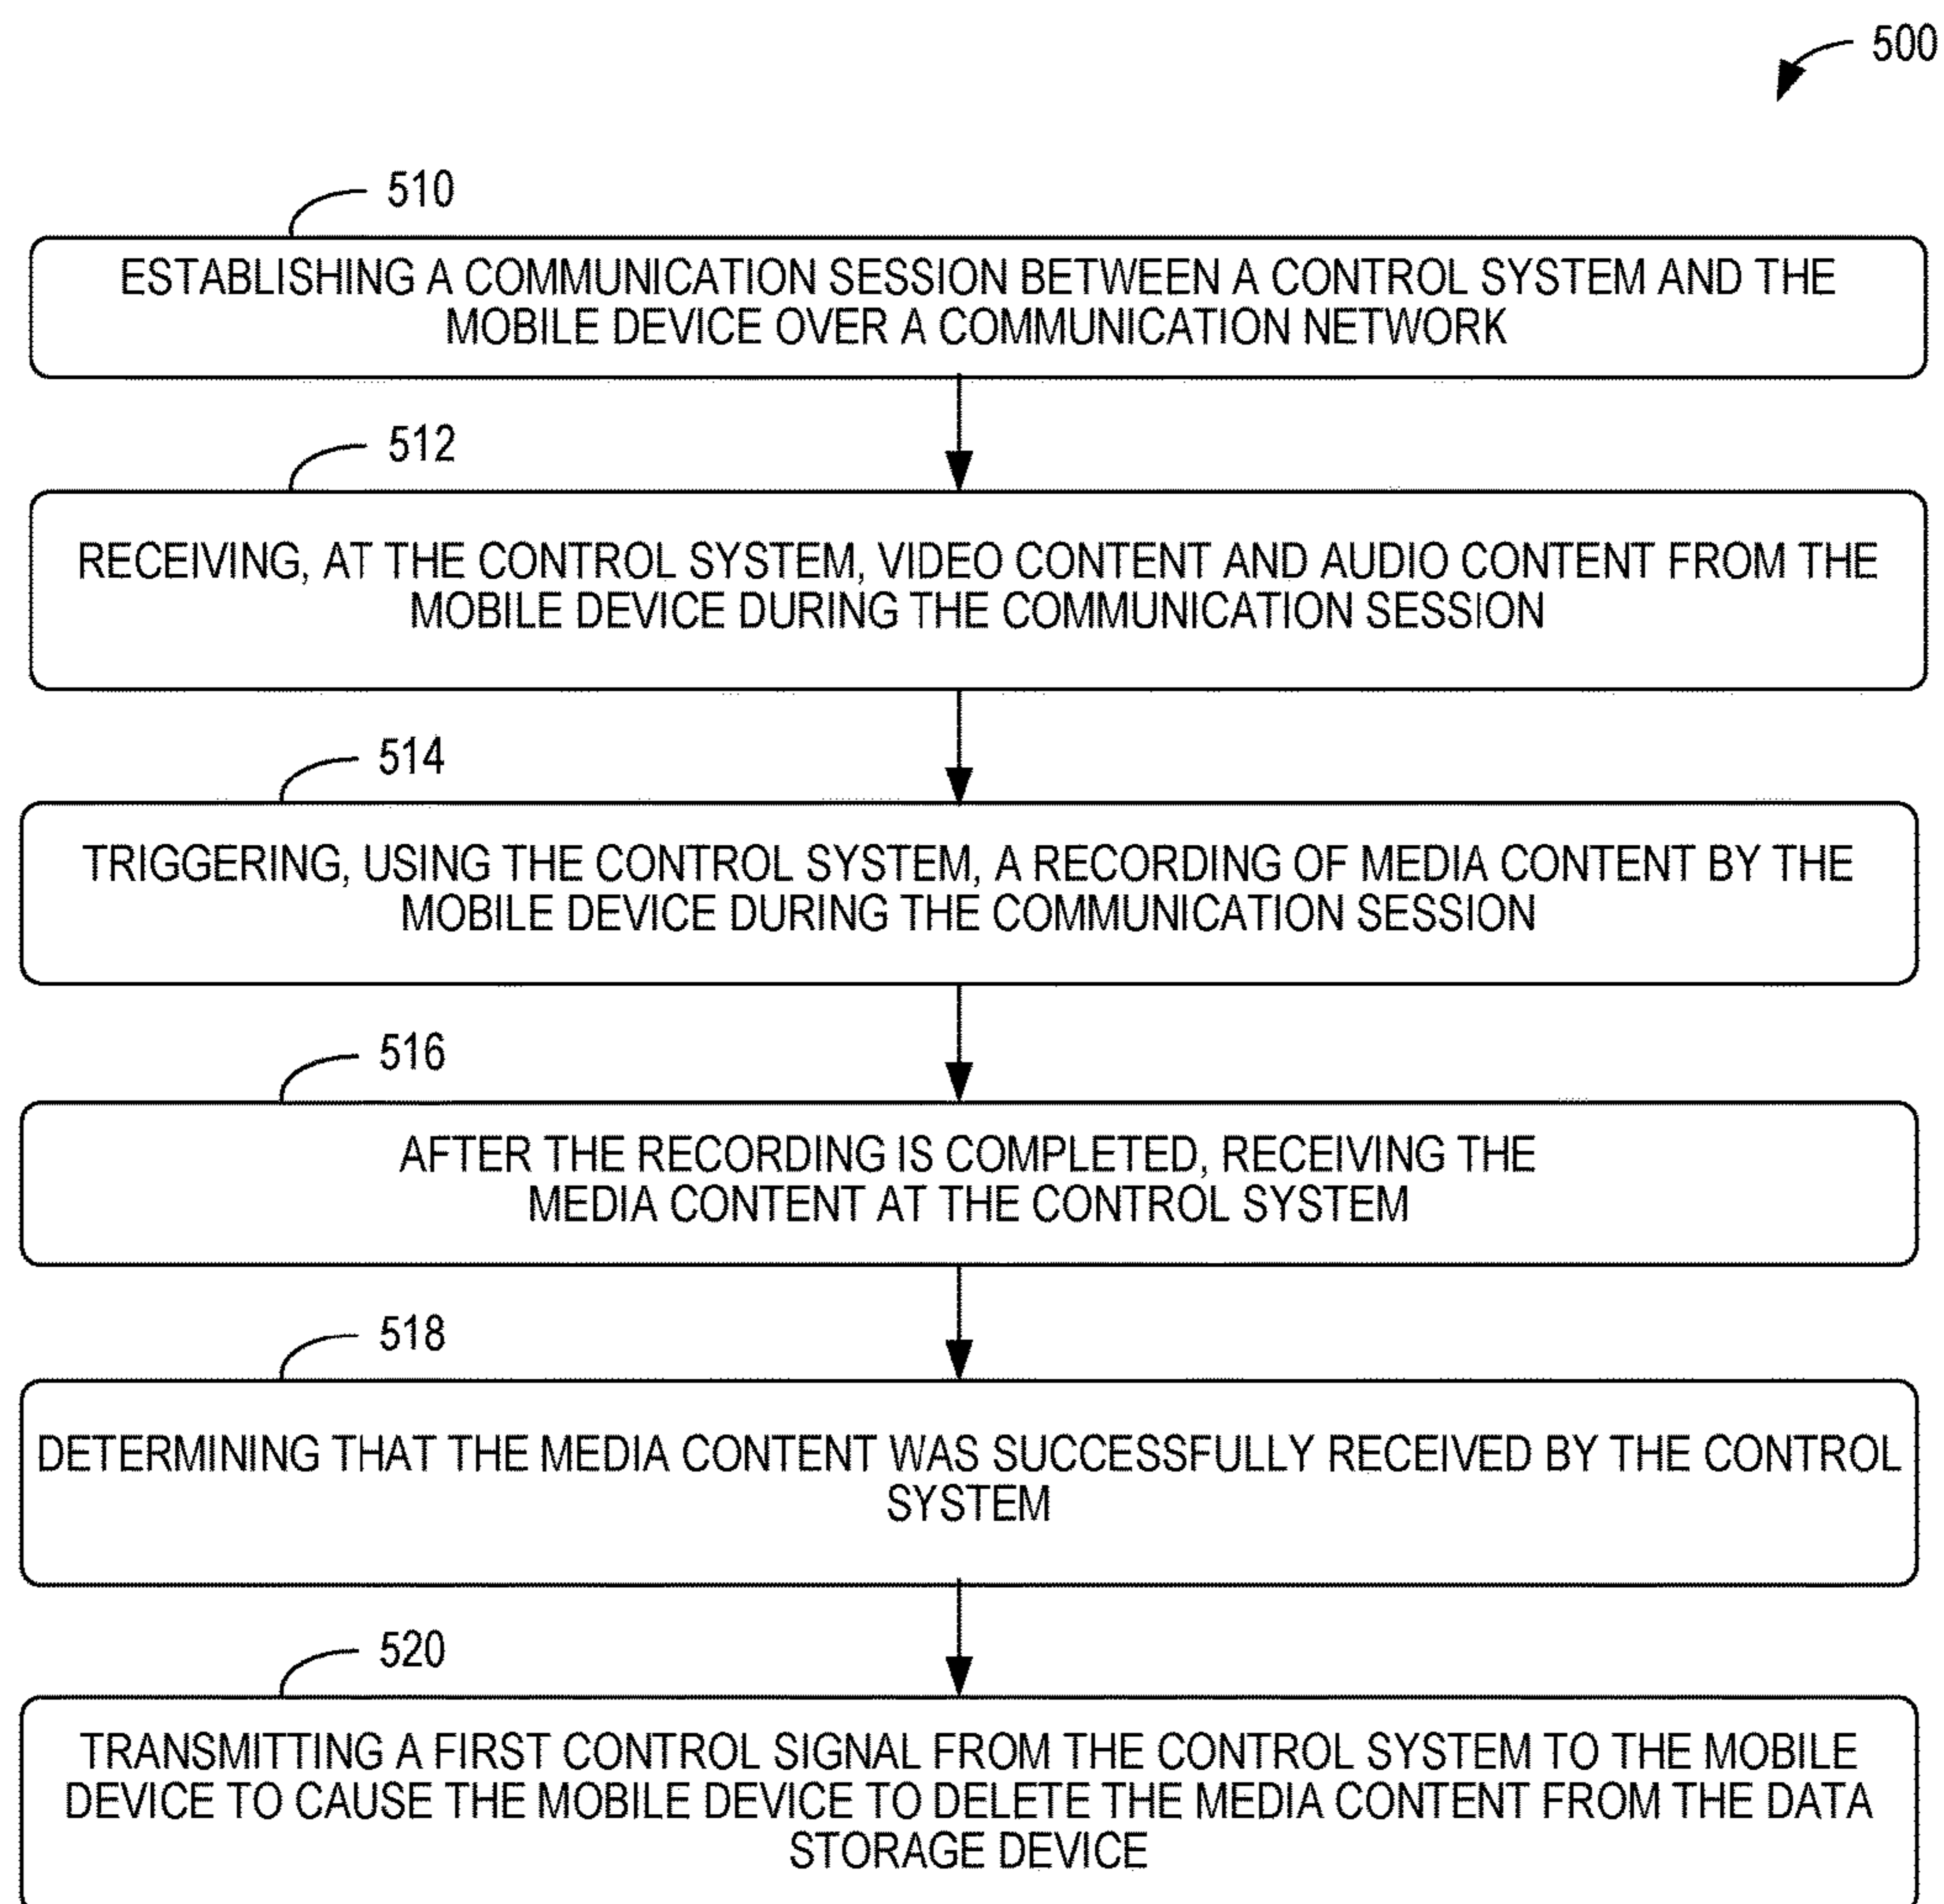 500
510
ESTABLISHING A COMMUNICATION SESSION BETWEEN A CONTROL SYSTEM AND THE
MOBILE DEVICE OVER A COMMUNICATION NETWORK
512
RECEIVING, AT THE CONTROL SYSTEM, VIDEO CONTENT AND AUDIO CONTENT FROM THE
MOBILE DEVICE DURING THE COMMUNICATION SESSION
514
TRIGGERING, USING THE CONTROL SYSTEM, A RECORDING OF MEDIA CONTENT BY THE
MOBILE DEVICE DURING THE COMMUNICATION SESSION
516
AFTER THE RECORDING IS COMPLETED, RECEIVING THE
MEDIA CONTENT AT THE CONTROL SYSTEM
518
DETERMINING THAT THE MEDIA CONTENT WAS SUCCESSFULLY RECEIVED BY THE CONTROL
SYSTEM
520
TRANSMITTING A FIRST CONTROL SIGNAL FROM THE CONTROL SYSTEM TO THE MOBILE
DEVICE TO CAUSE THE MOBILE DEVICE TO DELETE THE MEDIA CONTENT FROM THE DATA
STORAGE DEVICE